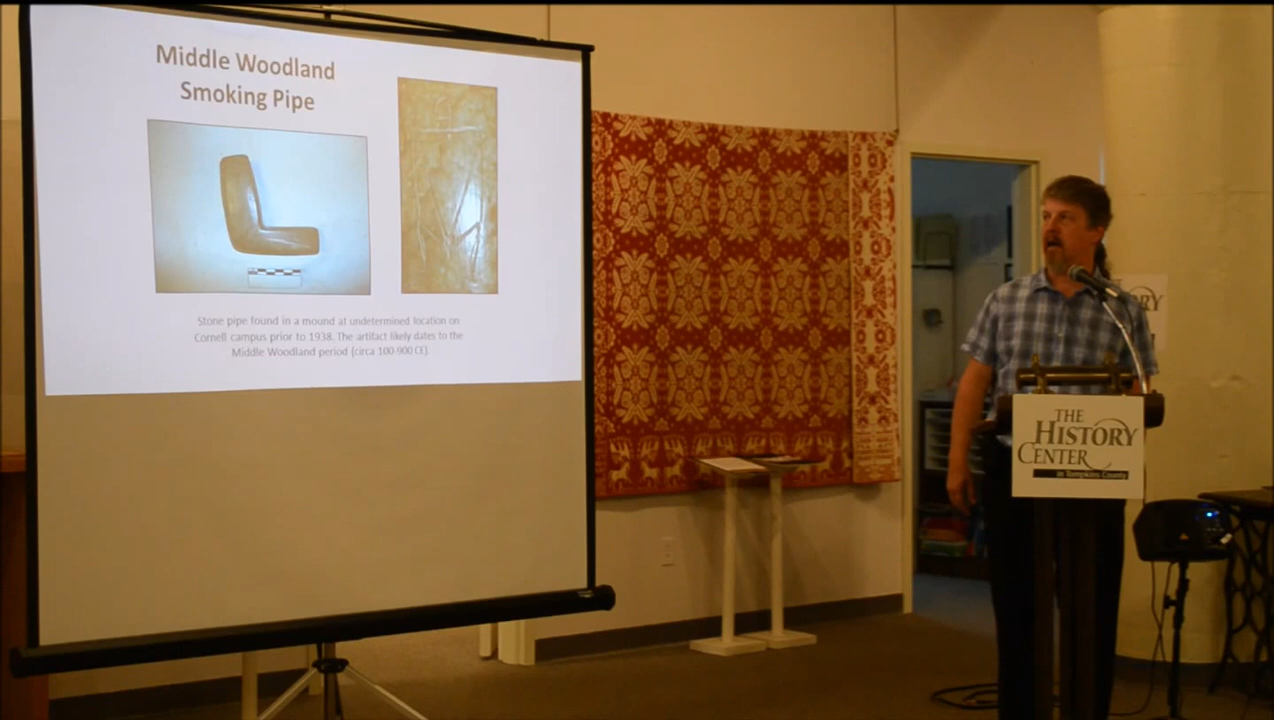 Middle Woodland
Smoking Pipe
Stone pipe found in a mound at undetermined location on
Cornell campus prior to 1938. The artifact likely dates to the
Middle Woodland period (circa 100-900 CE).
ORY
THE
HISTORY
CENTER
in Tompkins County